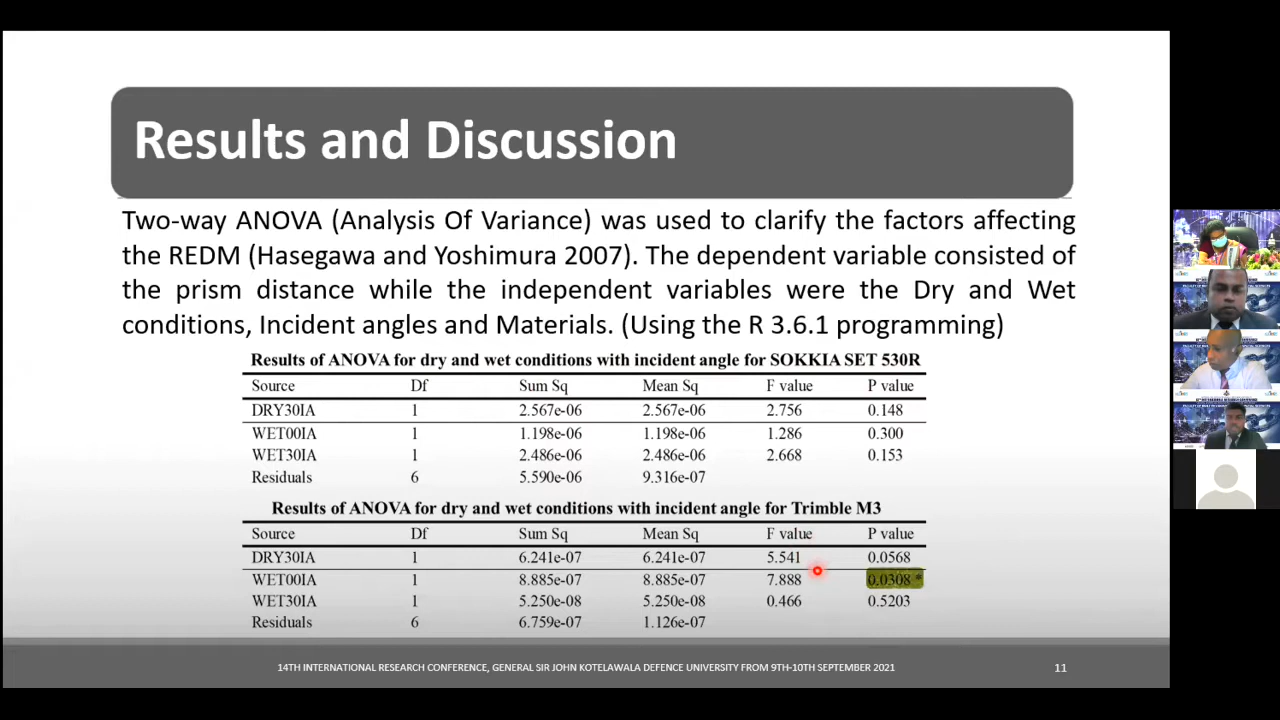 Results and Discussion
Two-way ANOVA (Analysis Of Variance) was used to clarify the factors affecting
the REDM (Hasegawa and Yoshimura 2007). The dependent variable consisted of
the prism distance while the independent variables were the Dry and Wet
conditions, Incident angles and Materials. (Using the R 3.6.1 programming)
Results of ANOVA for dry and wet conditions with incident angle for SOKKIA SET 530R
Source Df Sum Sq Mean Sq F value P value
DRY30IA 1 2.567e-06 2.567e-06 2.756 0.148
WET00IA 1 1.198e-06 1.198e-06 1.286 0.300
WET30IA 1 2.486e-06 2.486e-06 2.668 0.153
Residuals 6 5.590e-06 9.316e-07
Results of ANOVA for dry and wet conditions with incident angle for Trimble M3
Source Df Sum Sq Mean Sq F value P value
DRY30IA 1 6.241e-07 6.241e-07 5.541 0.0568
WET00IA 1 8.885e-07 8.885e-07 7.888 0.0308 *
WET30IA 1 5.250e-08 5.250e-08 0.466 0.5203
Residuals 6 6.759e-07 1.126e-07
14TH INTERNATIONAL RESEARCH CONFERENCE, GENERAL SIR JOHN KOTELAWALA DEFENCE UNIVERSITY FROM 9TH-10TH SEPTEMBER 2021
11